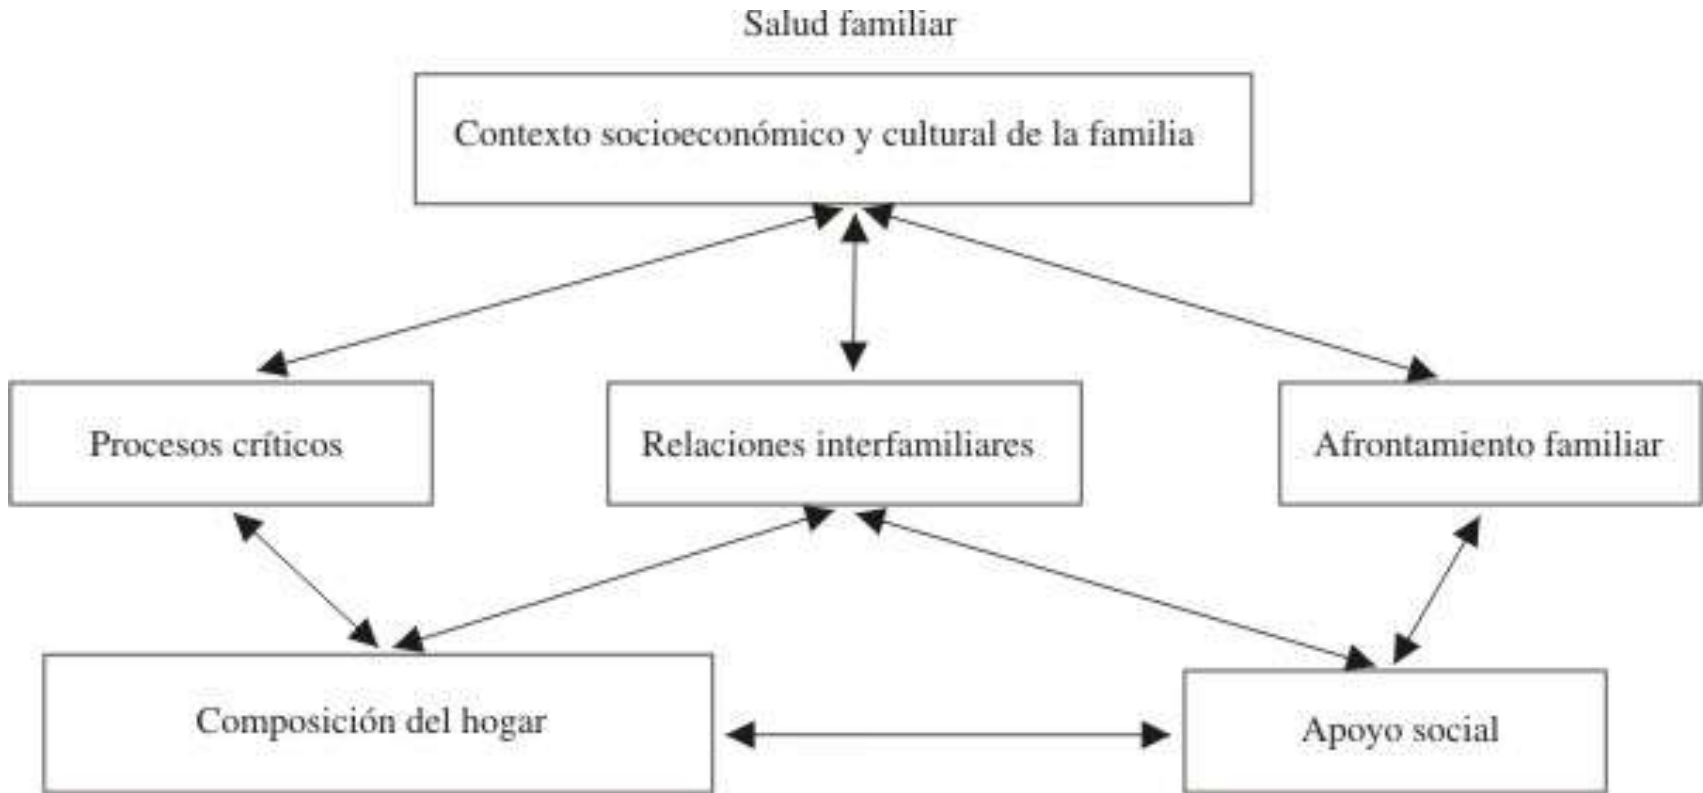 Salud familiar
Contexto socioeconómico y cultural de la familia
Procesos críticos
Relaciones interfamiliares
Afrontamiento familiar
Composición del hogar
Apoyo social